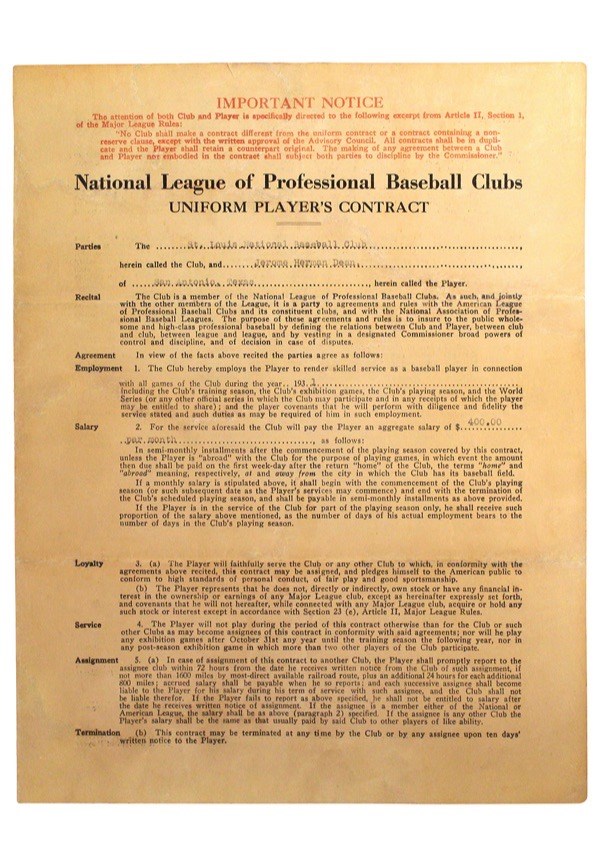 IMPORTANT NOTICE
The attention of both Club and Player is specifically directed to the following excerpt from Article II, Section 1,
of the Major League Rules:
"No Club shall make a contract different from the uniform contract or a contract containing a non-
reserve clause, except with the written approval of the Advisory Council. All contracts shall be in dupli-
cate and the Player shall retain a counterpart original. The making of any agreement between a Club
and Player not embodied in the contract shall subject both parties to discipline by the Commissioner."
National League of Professional Baseball Clubs
UNIFORM PLAYER'S CONTRACT
Parties The St. Louis National Baseball Club
herein called the Club, and Jerome Herman Dean,
of San Antonio, Texas, herein called the Player.
Recital The Club is a member of the National League of Professional Baseball Clubs. As such, and jointly
with the other members of the League, it is a party to agreements and rules with the American League
of Professional Baseball Clubs and its constituent clubs, and with the National Association of Profes-
sional Baseball Leagues. The purpose of these agreements and rules is to insure to the public whole-
some and high-class professional baseball by defining the relations between Club and Player, between club
and club, between league and league, and by vesting in a designated Commissioner broad powers of
control and discipline, and of decision in case of disputes.
Agreement In view of the facts above recited the parties agree as follows:
Employment 1. The Club hereby employs the Player to render skilled service as a baseball player in connection
with all games of the Club during the year 193
including the Club's training season, the Club's exhibition games, the Club's playing season, and the World
Series (or any other official series in which the Club may participate and in any receipts of which the player
may be entitled to share); and the player covenants that he will perform with diligence and fidelity the
service stated and such duties as may be required of him in such employment.
Salary 2. For the service aforesaid the Club will pay the Player an aggregate salary of $ 400.00
per month, as follows:
In semi-monthly installments after the commencement of the playing season covered by this contract,
unless the Player is "abroad" with the Club for the purpose of playing games, in which event the amount
then due shall be paid on the first week-day after the return "home" of the Club, the terms "home" and
"abroad" meaning, respectively, at and away from the city in which the Club has its baseball field.
If a monthly salary is stipulated above, it shall begin with the commencement of the Club's playing
season (or such subsequent date as the Player's services may commence) and end with the termination of
the Club's scheduled playing season, and shall be payable in semi-monthly installments as above provided.
If the Player is in the service of the Club for part of the playing season only, he shall receive such
proportion of the salary above mentioned, as the number of days of his actual employment bears to the
number of days in the Club's playing season.
Loyalty 3. (a) The Player will faithfully serve the Club or any other Club to which, in conformity with the
agreements above recited, this contract may be assigned, and pledges himself to the American public to
conform to high standards of personal conduct, of fair play and good sportsmanship.
(b) The Player represents that he does not, directly or indirectly, own stock or have any financial in-
terest in the ownership or earnings of any Major League club, except as hereinafter expressly set forth,
and covenants that he will not hereafter, while connected with any Major League club, acquire or hold any
such stock or interest except in accordance with Section 23 (e), Article II, Major League Rules.
Service 4. The Player will not play during the period of this contract otherwise than for the Club or such
other Clubs as may become assignees of this contract in conformity with said agreements; nor will he play
any exhibition games after October 31st any year until the training season the following year, nor in
any post-season exhibition game in which more than two other players of the Club participate.
Assignment 5. (a) In case of assignment of this contract to another Club, the Player shall promptly report to the
assignee club within 72 hours from the date he receives written notice from the Club of such assignment, if
not more than 1600 miles by most-direct available railroad route, plus an additional 24 hours for each additional
800 miles; accrued salary shall be payable when he so reports; and each successive assignee shall become
liable to the Player for his salary during his term of service with such assignee, and the Club shall not
be liable therefor. If the Player fails to report as above specified, he shall not be entitled to salary after
the date he receives written notice of assignment. If the assignee is a member either of the National or
American League, the salary shall be as above (paragraph 2) specified. If the assignee is any other Club the
Player's salary shall be the same as that usually paid by said Club to other players of like ability.
Termination (b) This contract may be terminated at any time by the Club or by any assignee upon ten days'
written notice to the Player.